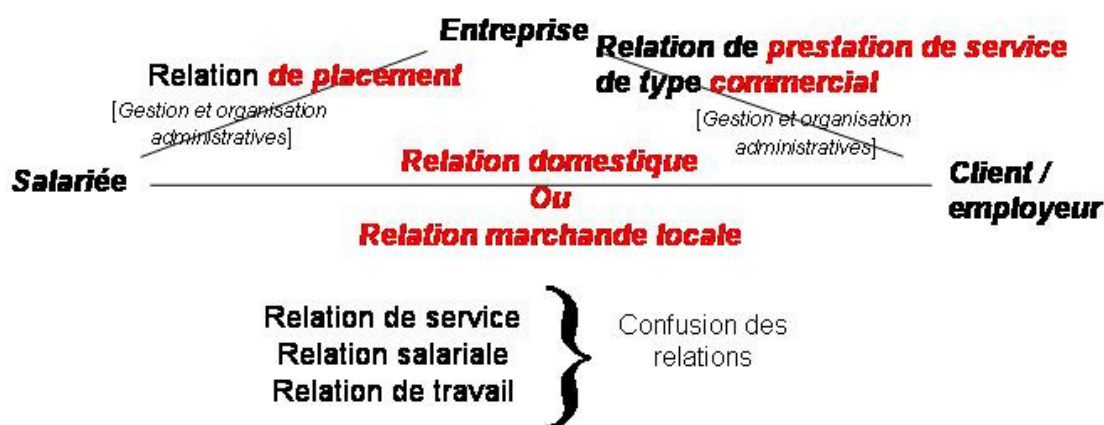 Entreprise
Relation de placement
[Gestion et organisation
administratives]
Relation de prestation de service
de type commercial
[Gestion et organisation
administratives]
Salariée
Relation domestique
Ou
Relation marchande locale
Client /
employeur
Relation de service
Relation salariale
Relation de travail
Confusion des
relations